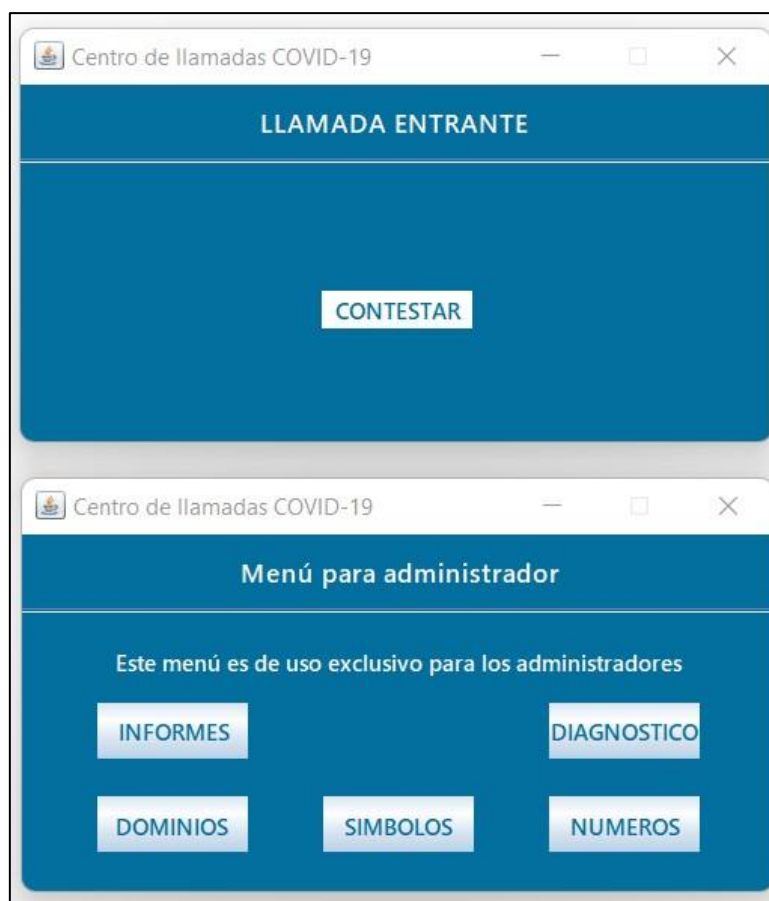 Centro de llamadas COVID-19
LLAMADA ENTRANTE
CONTESTAR
Centro de llamadas COVID-19
Menú para administrador
Este menú es de uso exclusivo para los administradores
INFORMES DIAGNOSTICO
DOMINIOS SIMBOLOS NUMEROS